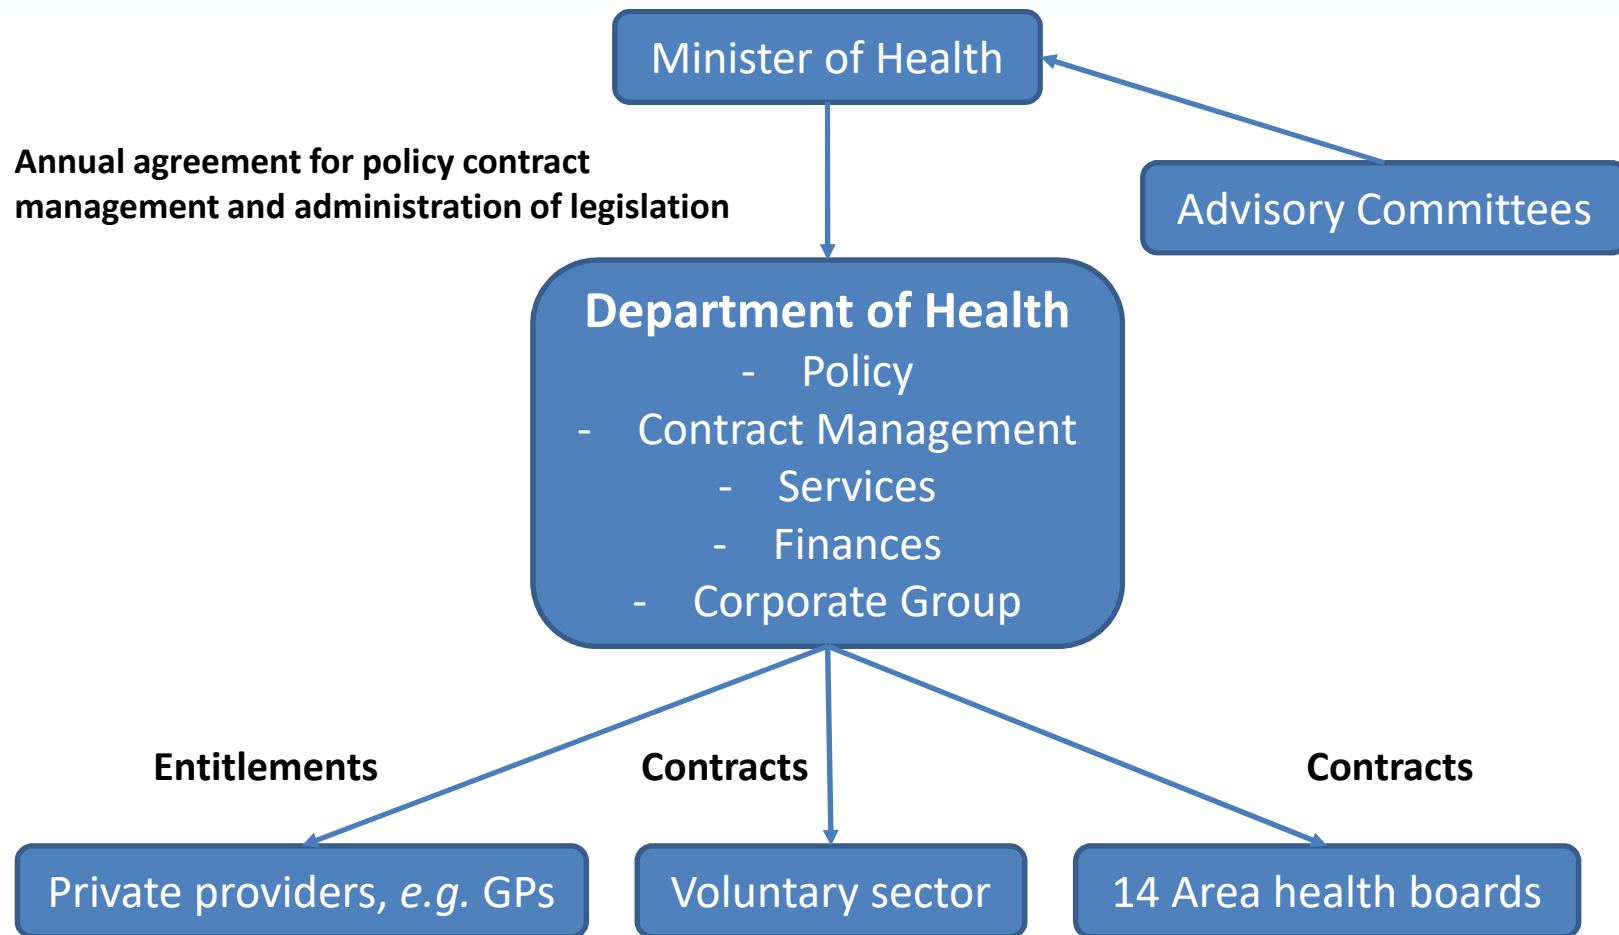 Minister of Health
Annual agreement for policy contract
management and administration of legislation
Advisory Committees
Department of Health
- Policy
- Contract Management
- Services
- Finances
- Corporate Group
Entitlements
Contracts
Contracts
Private providers, e.g. GPs
Voluntary sector
14 Area health boards